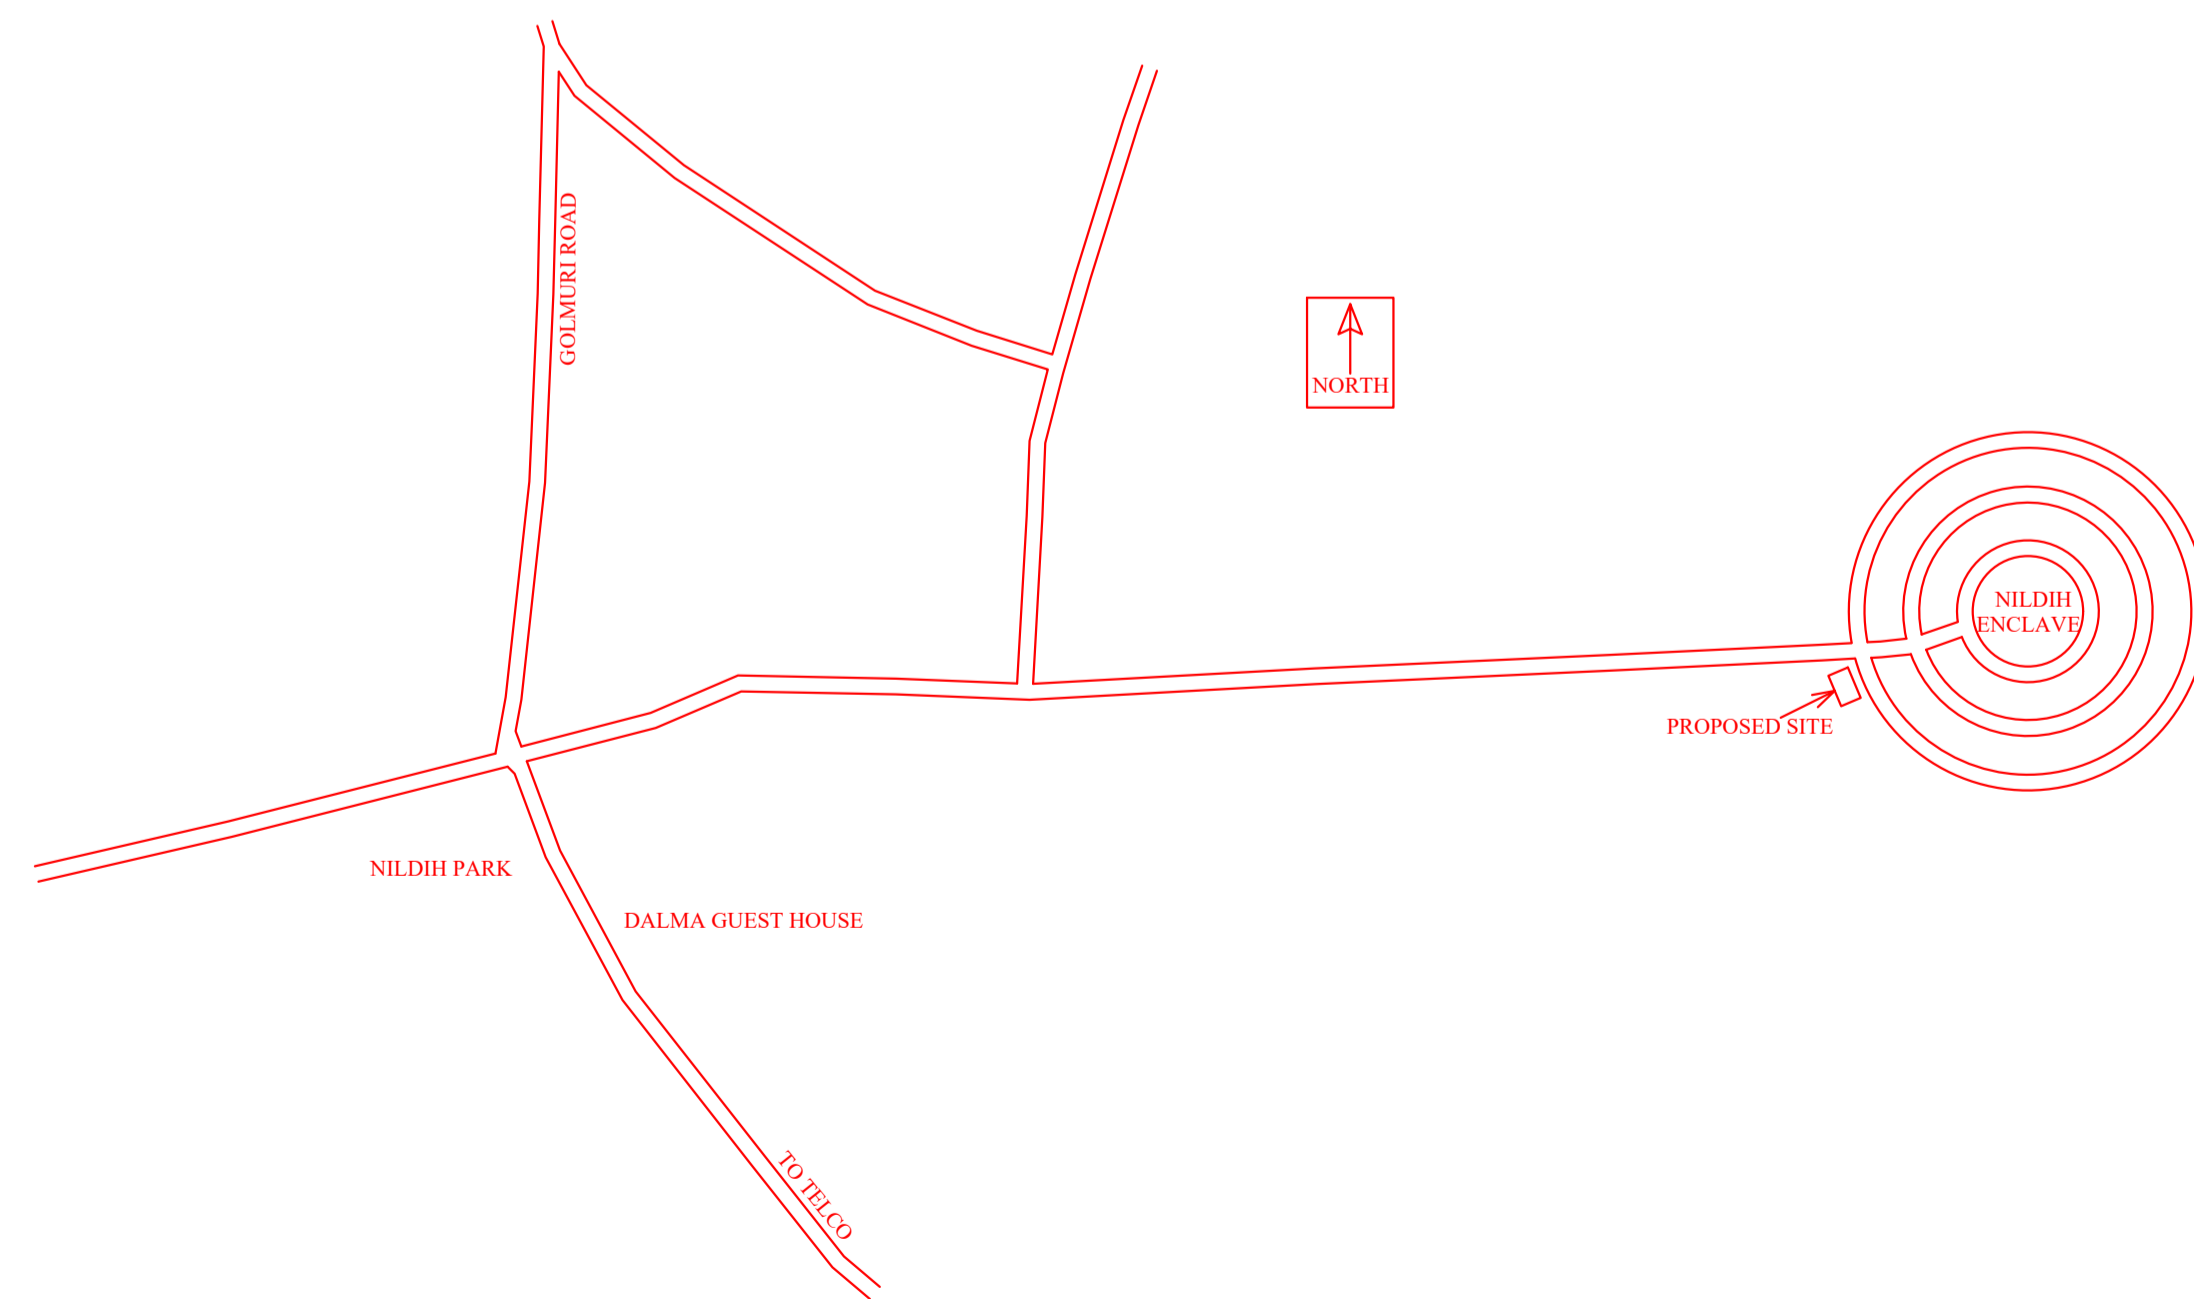 GOLMURI ROAD
NORTH
NILDIH
ENCLAVE
PROPOSED SITE
NILDIH PARK
DALMA GUEST HOUSE
TO TELCO